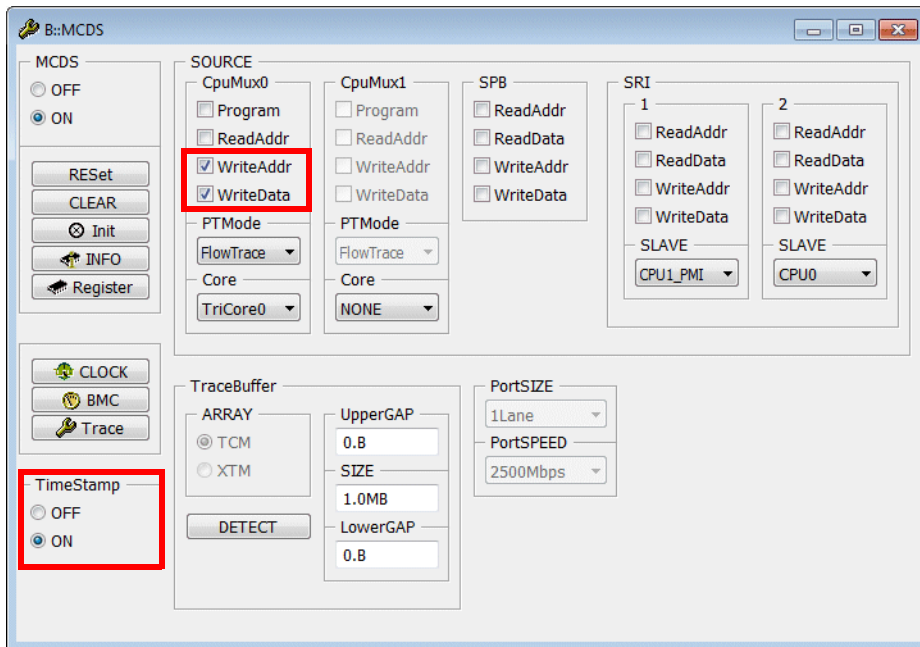 B::MCDS
MCDS
OFF
ON
RESet
CLEAR
Init
INFO
Register
CLOCK
BMC
Trace
TimeStamp
OFF
ON
SOURCE
CpuMux0
Program
ReadAddr
WriteAddr
WriteData
PTMode
FlowTrace
Core
TriCore0
CpuMux1
Program
ReadAddr
WriteAddr
WriteData
PTMode
FlowTrace
Core
NONE
SPB
ReadAddr
ReadData
WriteAddr
WriteData
SRI
1
ReadAddr
ReadData
WriteAddr
WriteData
SLAVE
CPU1_PMI
2
ReadAddr
ReadData
WriteAddr
WriteData
SLAVE
CPU0
TraceBuffer
ARRAY
TCM
XTM
DETECT
UpperGAP
0.B
SIZE
1.0MB
LowerGAP
0.B
PortSIZE
1Lane
PortSPEED
2500Mbps